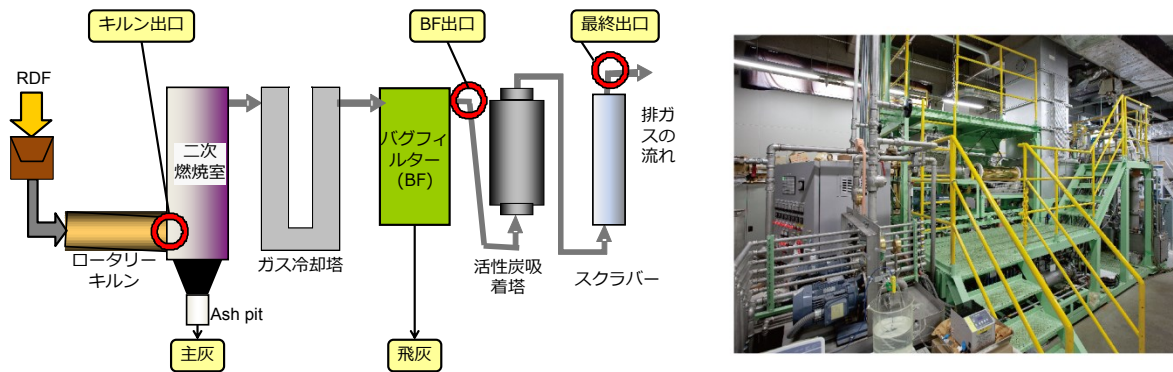 キルン出口
BF出口
最終出口
RDF
二次
燃焼室
バグフィ
ルター
(BF)
排ガ
スの
流れ
ロータリー
キルン
ガス冷却塔
活性炭吸
着塔
スクラバー
Ash pit
主灰
飛灰